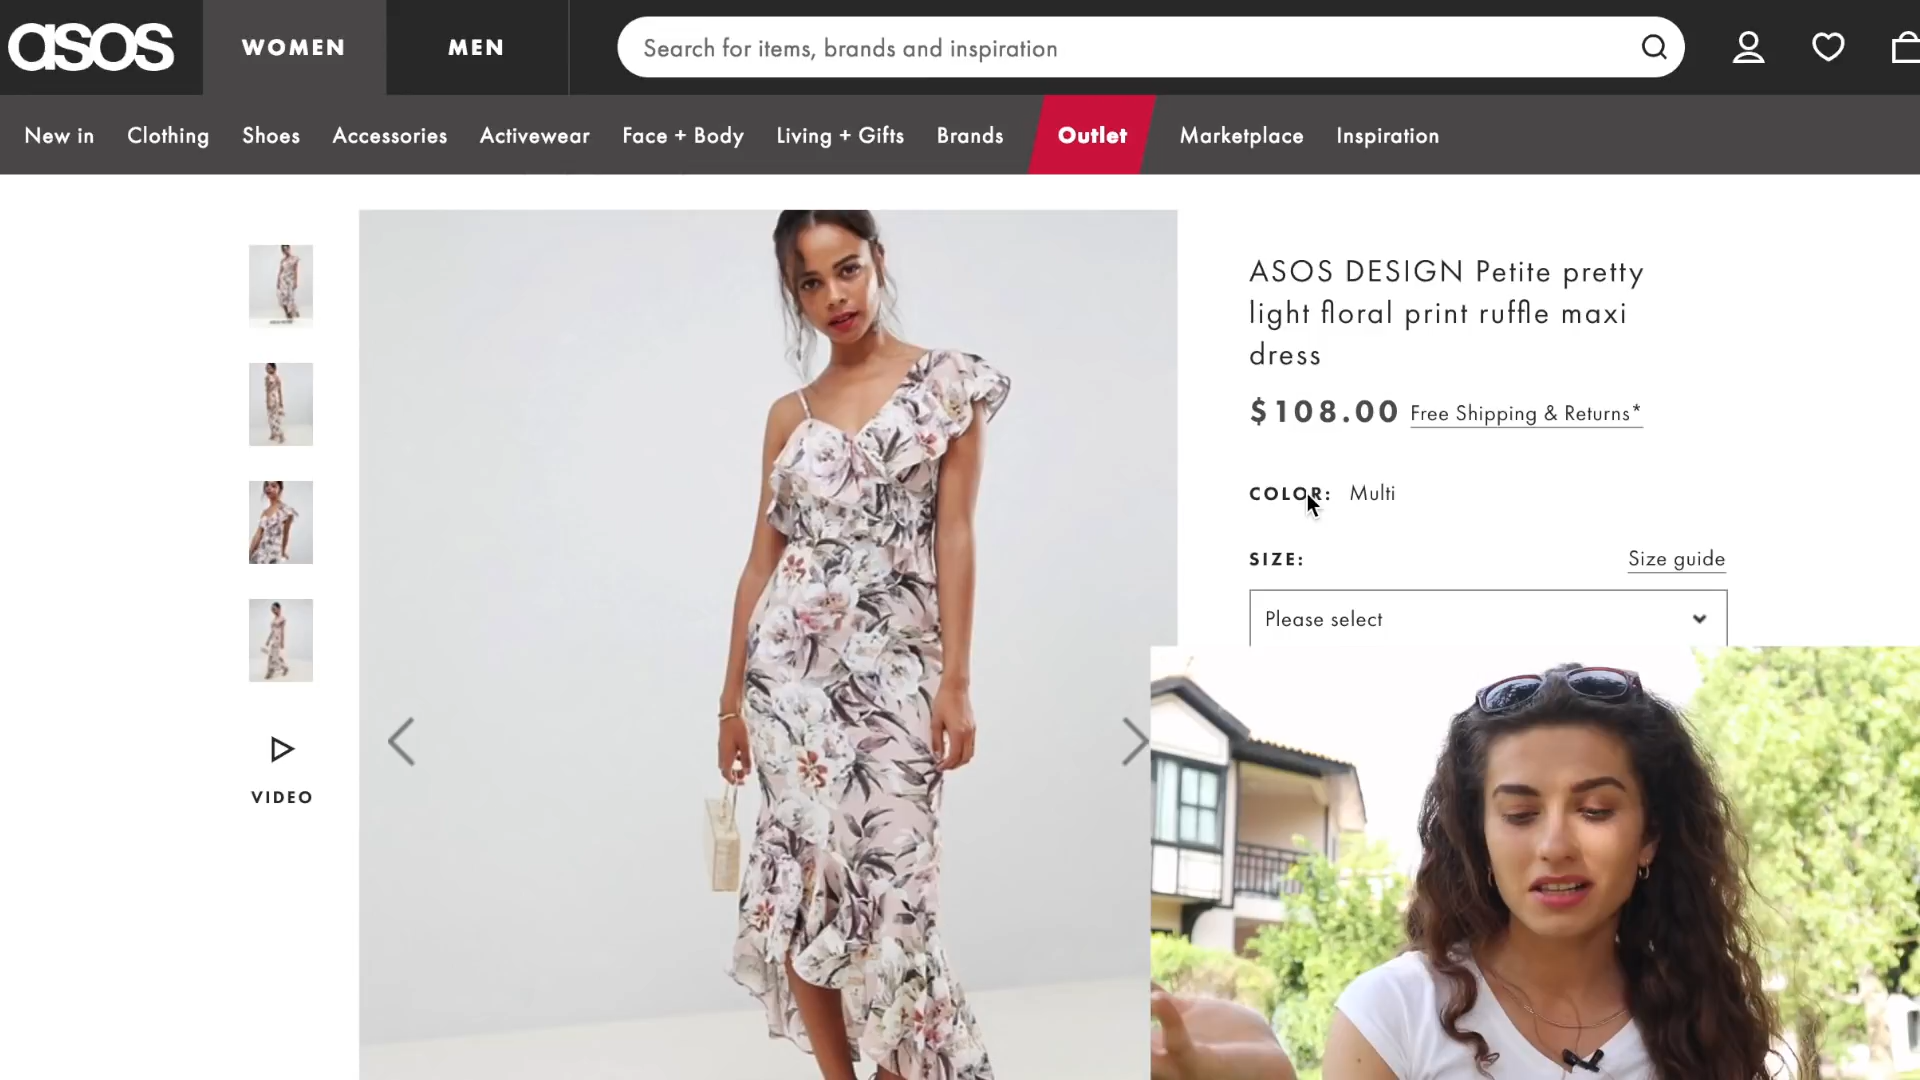 asos
WOMEN
MEN
Search for items, brands and inspiration
New in
Clothing
Shoes
Accessories
Activewear
Face + Body
Living + Gifts
Brands
Outlet
Marketplace
Inspiration
VIDEO
ASOS DESIGN Petite pretty
light floral print ruffle maxi
dress
$108.00 Free Shipping & Returns*
COLOR: Multi
SIZE: Size guide
Please select